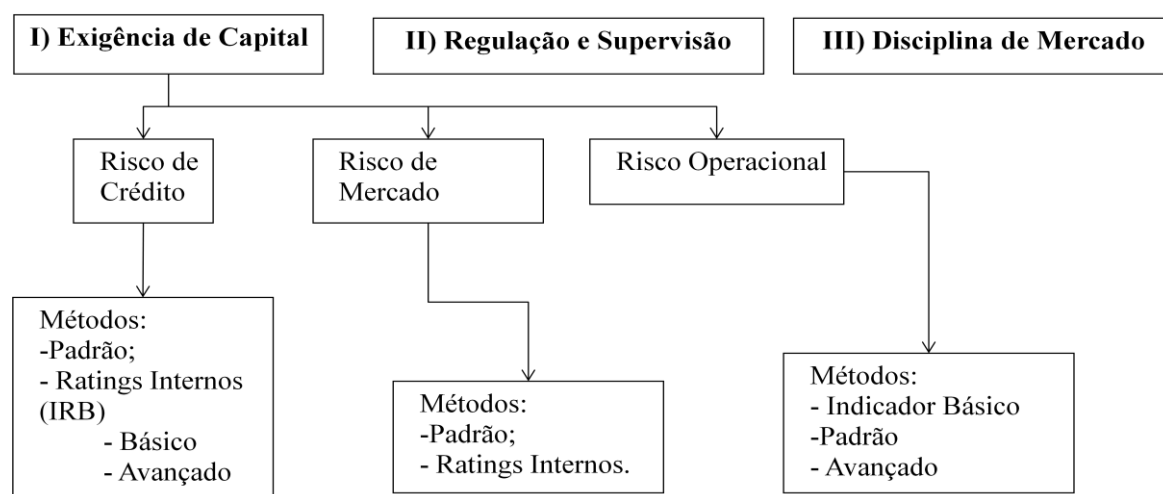 I) Exigência de Capital
II) Regulação e Supervisão
III) Disciplina de Mercado
Risco de
Crédito
Risco de
Mercado
Risco Operacional
Métodos:
-Padrão;
- Ratings Internos
(IRB)
- Básico
- Avançado
Métodos:
-Padrão;
- Ratings Internos.
Métodos:
- Indicador Básico
-Padrão
- Avançado